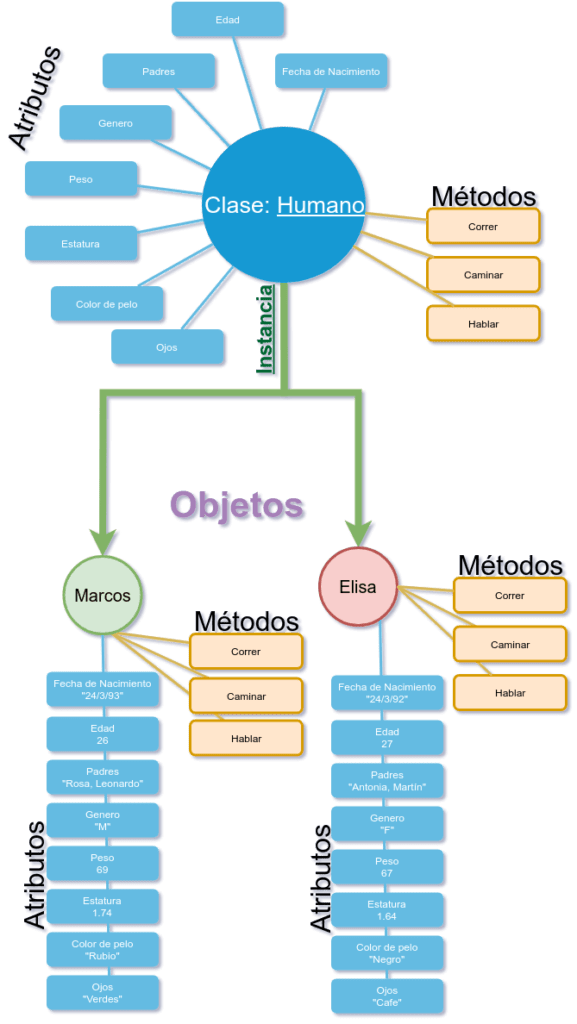 Edad
Atributos
Padres
Fecha de Nacimiento
Genero
Peso
Estatura
Color de pelo
Ojos
Clase: Humano
Métodos
Correr
Caminar
Hablar
Instancia
Objetos
Marcos
Métodos
Correr
Caminar
Hablar
Atributos
Fecha de Nacimiento
"24/3/93"
Edad
26
Padres
"Rosa, Leonardo"
Genero
"M"
Peso
69
Estatura
1.74
Color de pelo
"Rubio"
Ojos
"Verdes"
Elisa
Métodos
Correr
Caminar
Hablar
Atributos
Fecha de Nacimiento
"24/3/92"
Edad
27
Padres
"Antonia, Martín"
Genero
"F"
Peso
67
Estatura
1.64
Color de pelo
"Negro"
Ojos
"Cafe"